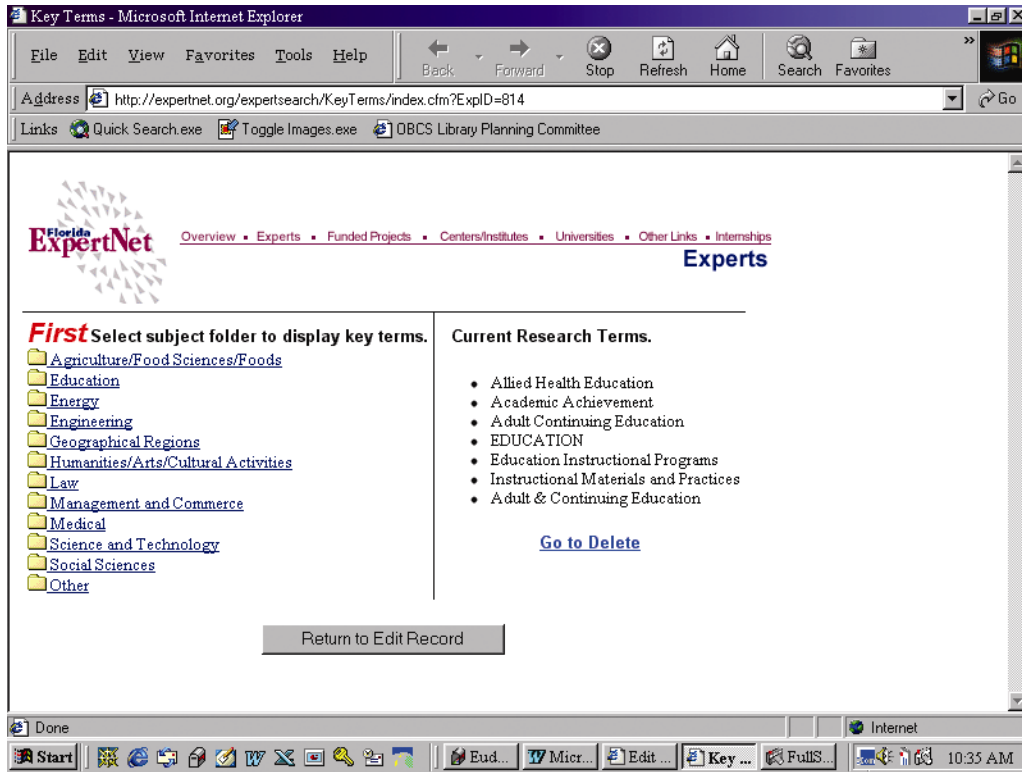 Key Terms - Microsoft Internet Explorer
File Edit View Favorites Tools Help Back Forward Stop Refresh Home Search Favorites »
Address http://expertnet.org/expertsearch/KeyTerms/index.cfm?ExpID=814 Go
Links Quick Search.exe Toggle Images.exe OBCS Library Planning Committee
Florida
ExpertNet
Overview • Experts • Funded Projects • Centers/Institutes • Universities • Other Links • Internships
Experts
First Select subject folder to display key terms.
Agriculture/Food Sciences/Foods
Education
Energy
Engineering
Geographical Regions
Humanities/Arts/Cultural Activities
Law
Management and Commerce
Medical
Science and Technology
Social Sciences
Other
Current Research Terms.
• Allied Health Education
• Academic Achievement
• Adult Continuing Education
• EDUCATION
• Education Instructional Programs
• Instructional Materials and Practices
• Adult & Continuing Education
Go to Delete
Return to Edit Record
Done Internet
Start Eud... Micr... Edit ... Key ... FullS... 10:35 AM